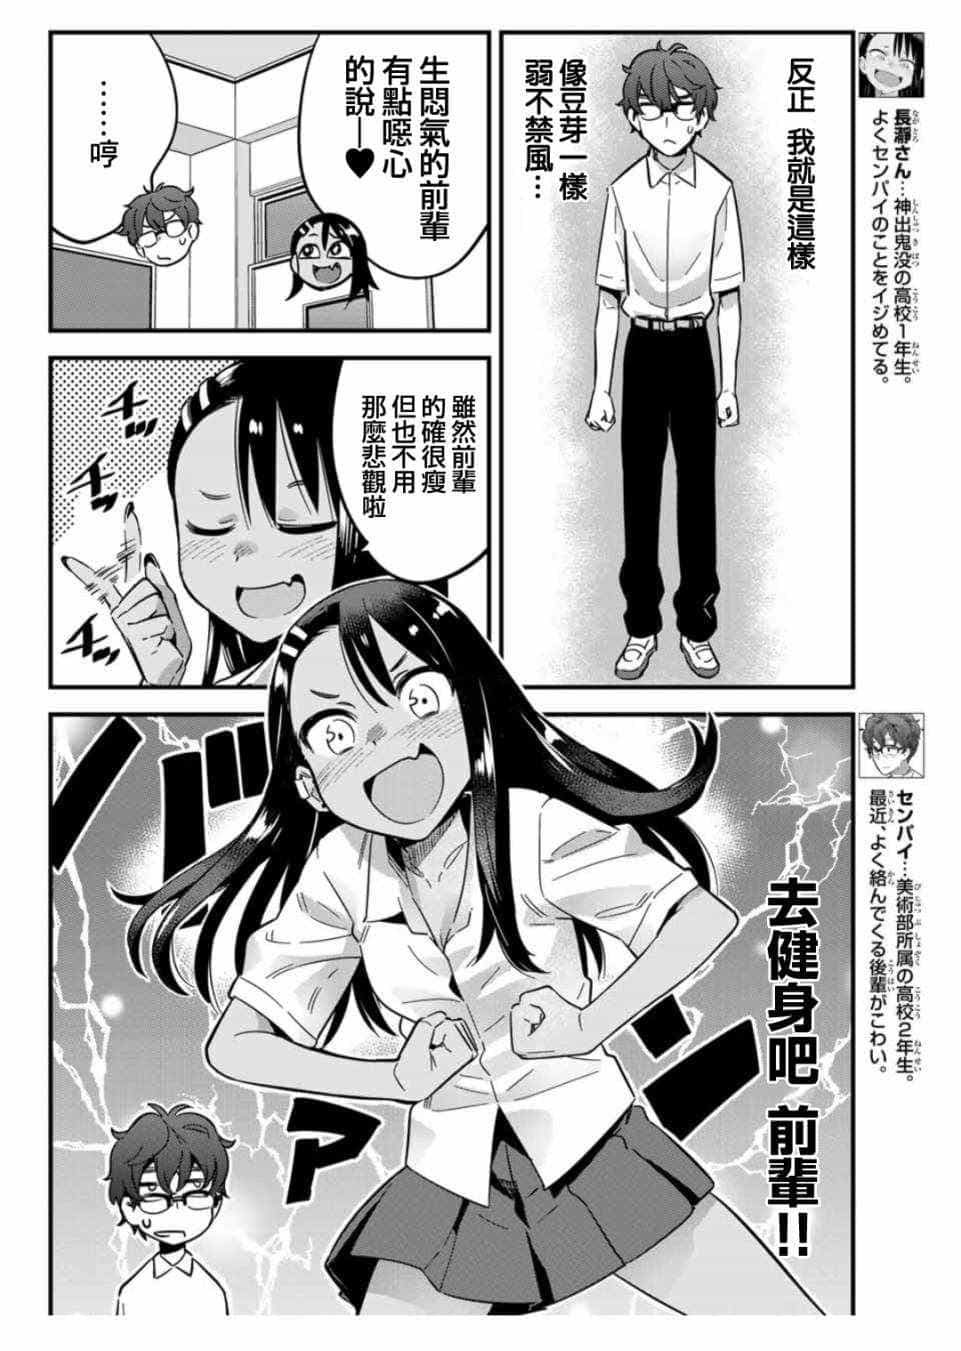 反正 我就是這樣
像豆芽一樣
弱不禁風…
生悶氣的前輩
有點噁心
的說—♥
……哼
雖然前輩
的確很瘦
但也不用
那麼悲觀啦
チッ
チッ
チッ
去健身吧 前輩!!
バァン
長瀞さん…神出鬼没の高校1年生。
よくセンパイのことをイジめてる。
センパイ…美術部所属の高校2年生。
最近、よく絡んでくる後輩がこわい。